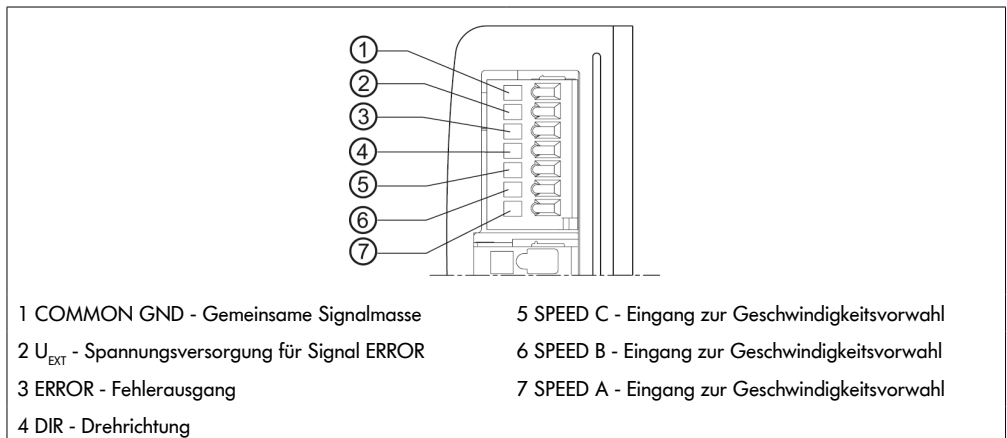 1
2
3
4
5
6
7
1 COMMON GND - Gemeinsame Signalmasse
2 U_EXT - Spannungsversorgung für Signal ERROR
3 ERROR - Fehlerausgang
4 DIR - Drehrichtung
5 SPEED C - Eingang zur Geschwindigkeitsvorwahl
6 SPEED B - Eingang zur Geschwindigkeitsvorwahl
7 SPEED A - Eingang zur Geschwindigkeitsvorwahl